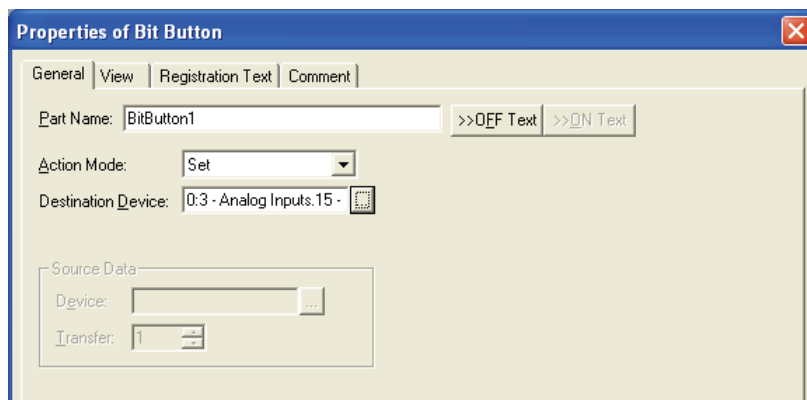 Properties of Bit Button
General View Registration Text Comment
Part Name: BitButton1 >>OFF Text >>ON Text
Action Mode: Set
Destination Device: 0:3 - Analog Inputs.15 -
Source Data
Device: ...
Transfer: 1